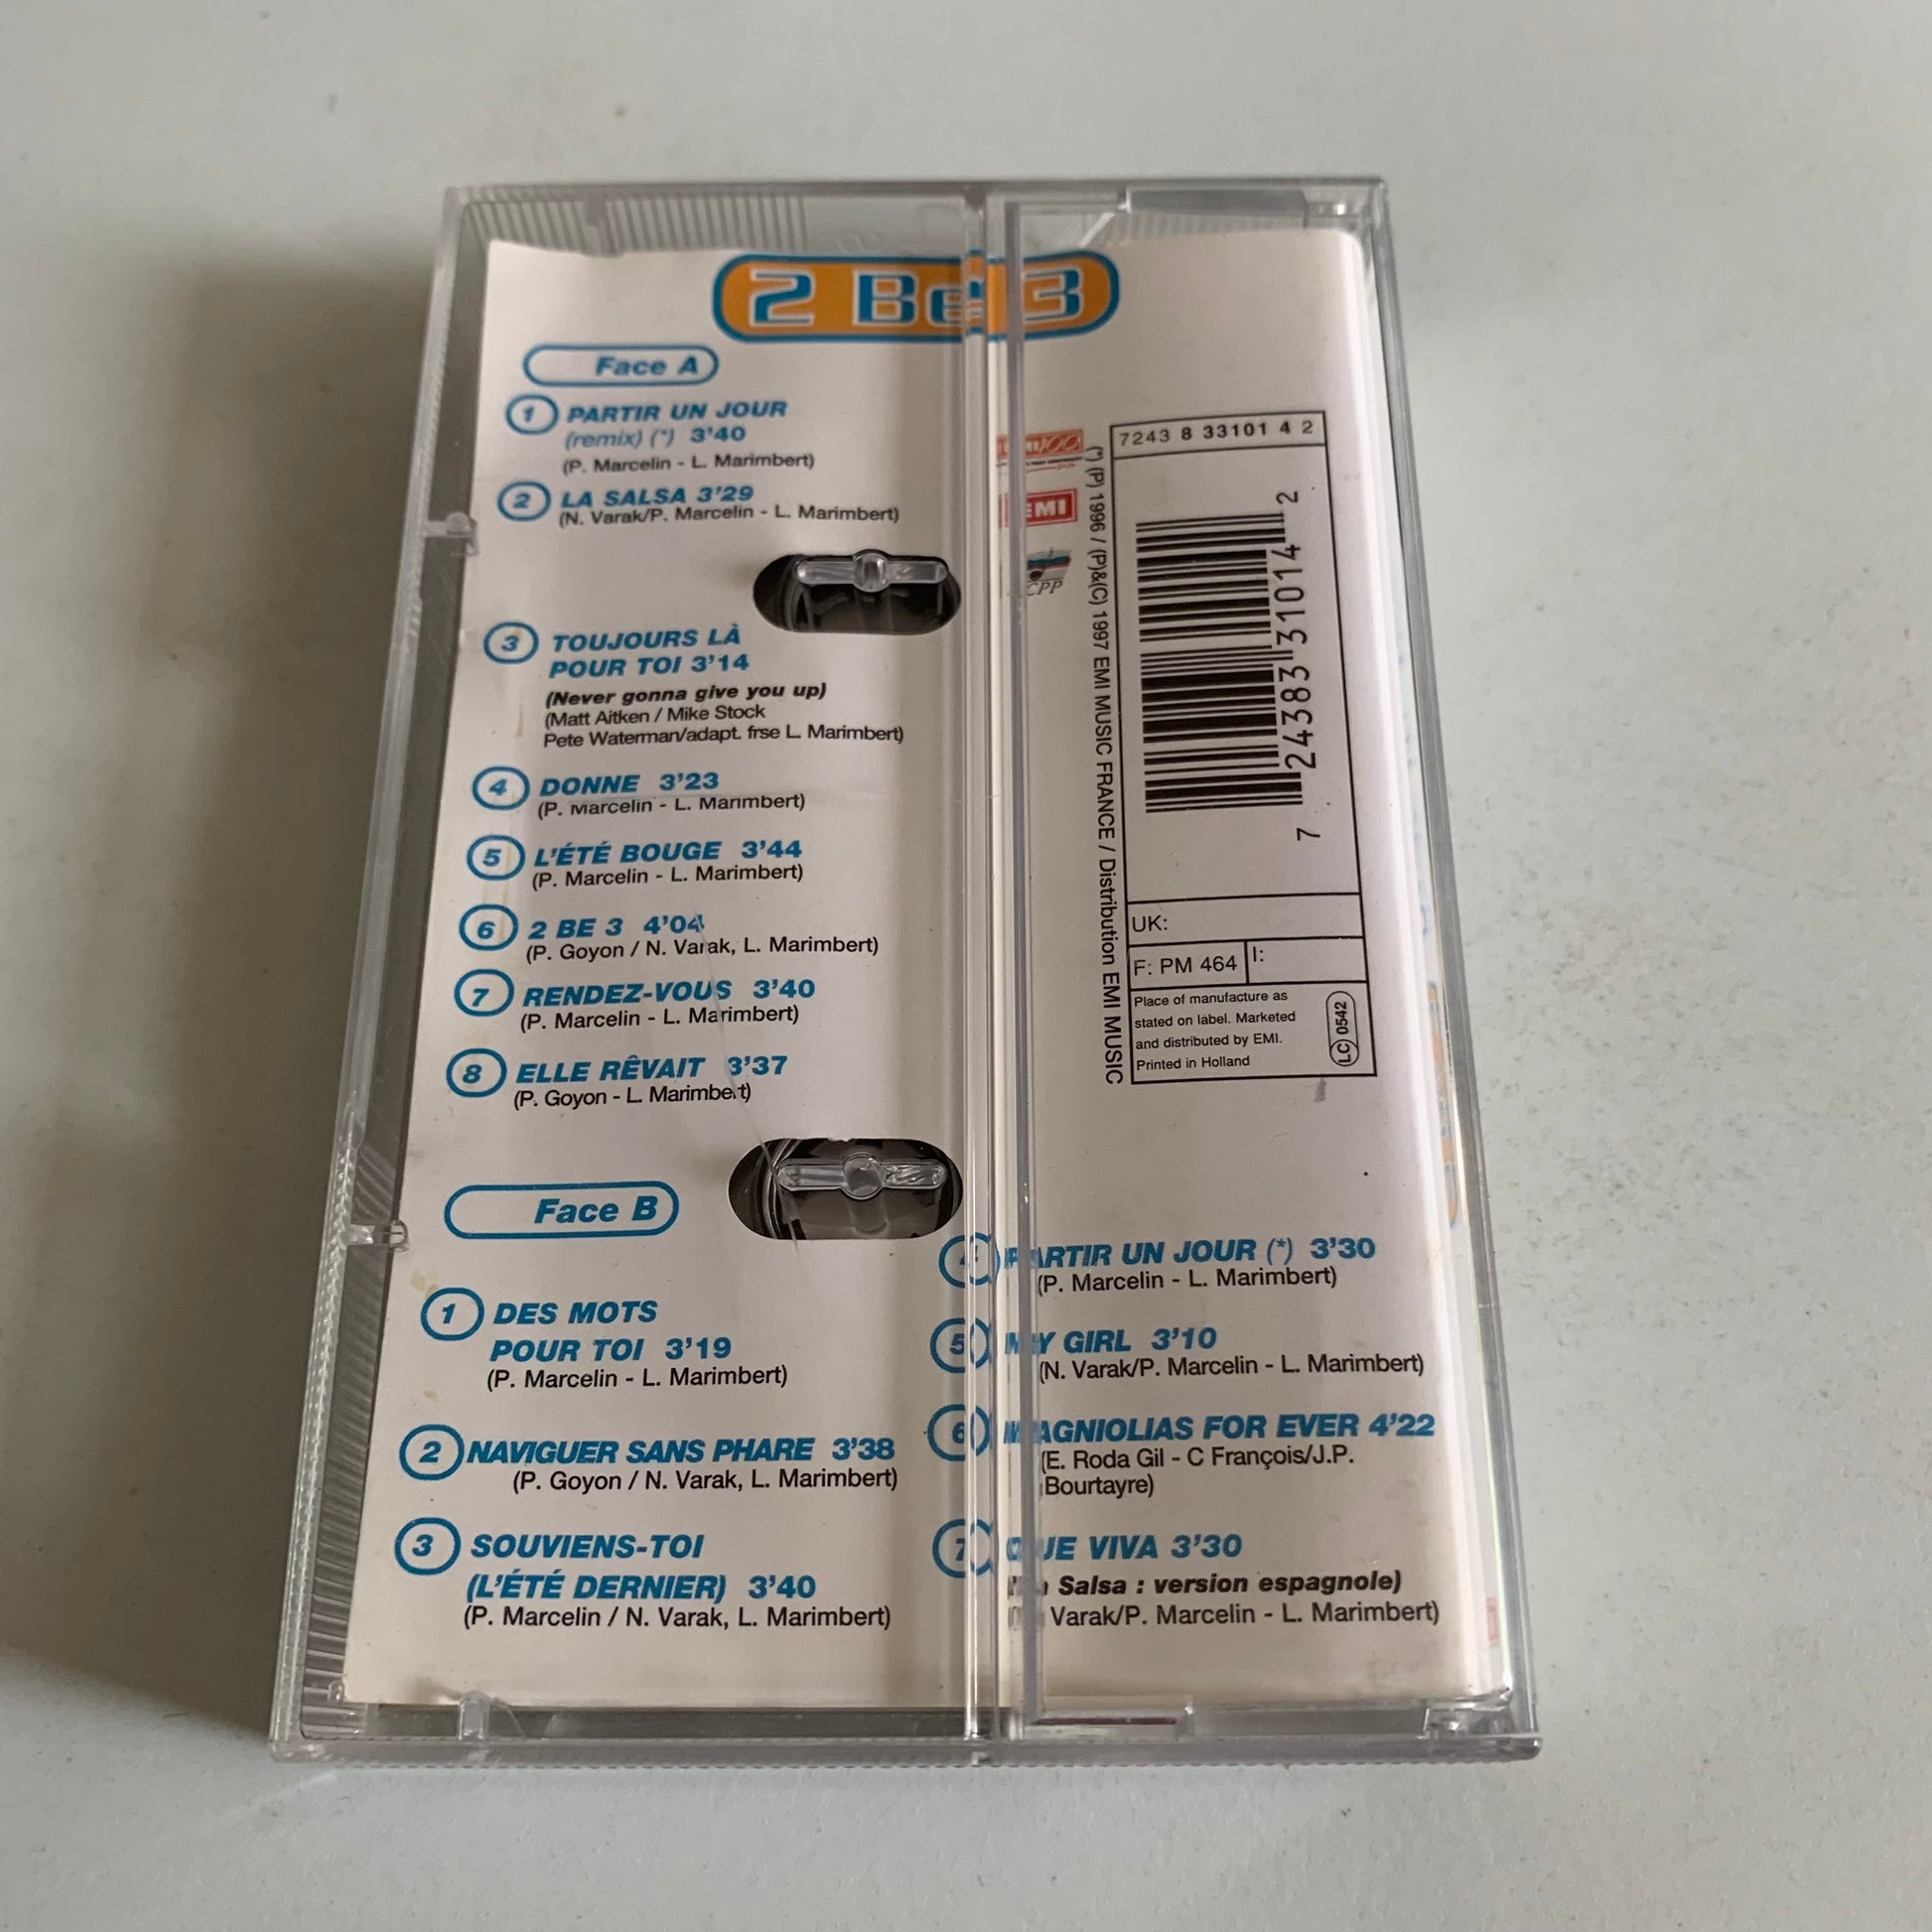 2 Be 3
Face A
1 PARTIR UN JOUR
(remix) (*) 3'40
(P. Marcelin - L. Marimbert)
2 LA SALSA 3'29
(N. Varak/P. Marcelin - L. Marimbert)
3 TOUJOURS LÀ
POUR TOI 3'14
(Never gonna give you up)
(Matt Aitken / Mike Stock
Pete Waterman/adapt. frse L. Marimbert)
4 DONNE 3'23
(P. Marcelin - L. Marimbert)
5 L'ÉTÉ BOUGE 3'44
(P. Marcelin - L. Marimbert)
6 2 BE 3 4'04
(P. Goyon / N. Varak, L. Marimbert)
7 RENDEZ-VOUS 3'40
(P. Marcelin - L. Marimbert)
8 ELLE RÊVAIT 3'37
(P. Goyon - L. Marimbert)
Face B
1 DES MOTS
POUR TOI 3'19
(P. Marcelin - L. Marimbert)
2 NAVIGUER SANS PHARE 3'38
(P. Goyon / N. Varak, L. Marimbert)
3 SOUVIENS-TOI
(L'ÉTÉ DERNIER) 3'40
(P. Marcelin / N. Varak, L. Marimbert)
4 PARTIR UN JOUR (*) 3'30
(P. Marcelin - L. Marimbert)
5 MY GIRL 3'10
(N. Varak/P. Marcelin - L. Marimbert)
6 MAGNIOLIAS FOR EVER 4'22
(E. Roda Gil - C François/J.P.
Bourtayre)
7 QUE VIVA 3'30
Salsa : version espagnole)
Varak/P. Marcelin - L. Marimbert)
EMI
(*) (P) 1996 / (P)&(C) 1997 EMI MUSIC FRANCE / Distribution EMI MUSIC
7243 8 33101 4 2
7 24383 31014 2
UK:
F: PM 464
I:
Place of manufacture as
stated on label. Marketed
and distributed by EMI.
Printed in Holland
LC 0542